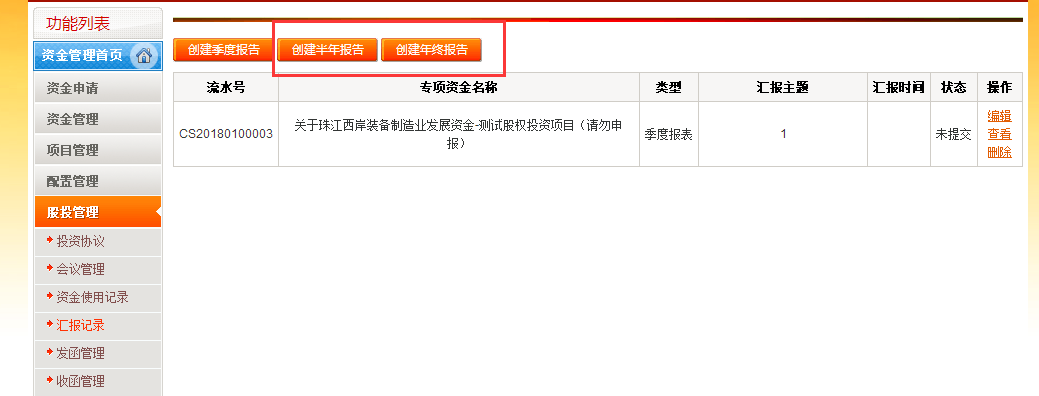 功能列表
资金管理首页
资金申请
资金管理
项目管理
配置管理
股投管理
投资协议
会议管理
资金使用记录
汇报记录
发函管理
收函管理
创建季度报告 创建半年报告 创建年终报告
流水号 专项资金名称 类型 汇报主题 汇报时间 状态 操作
CS20180100003 关于珠江西岸装备制造业发展资金-测试股权投资项目（请勿申
报） 季度报表 1 未提交 编辑
查看
删除